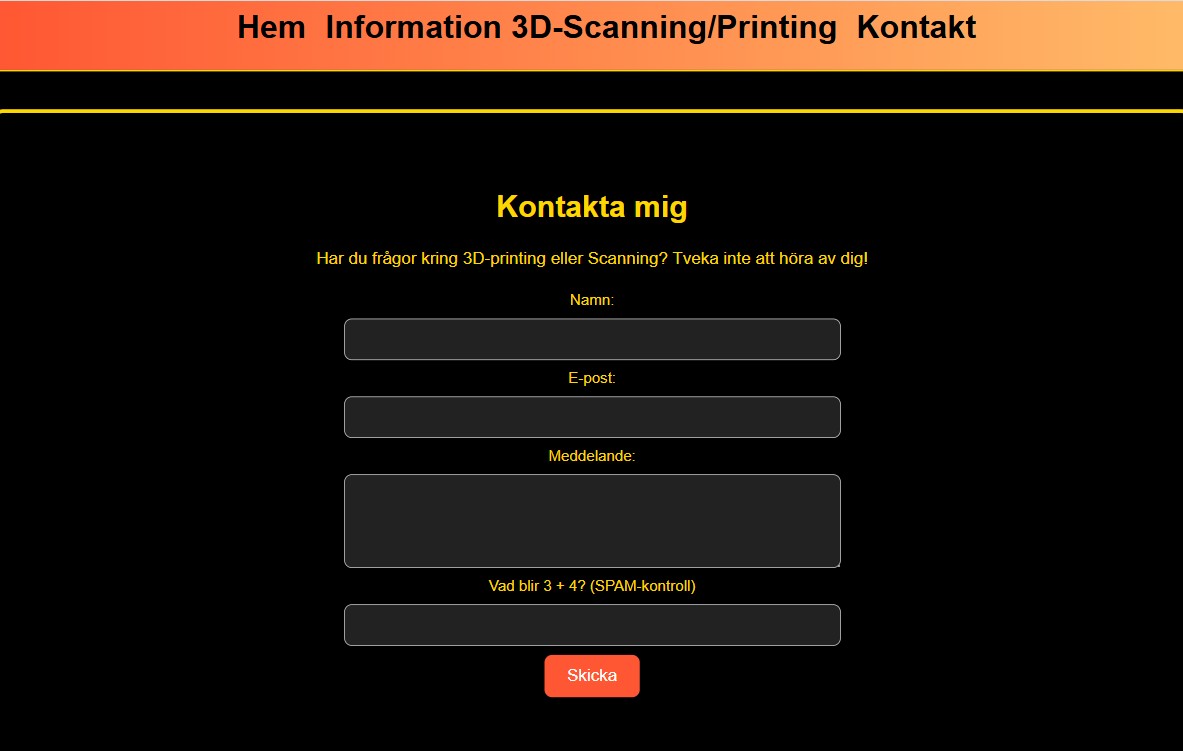 Hem Information 3D-Scanning/Printing Kontakt
Kontakta mig
Har du frågor kring 3D-printing eller Scanning? Tveka inte att höra av dig!
Namn:
E-post:
Meddelande:
Vad blir 3 + 4? (SPAM-kontroll)
Skicka